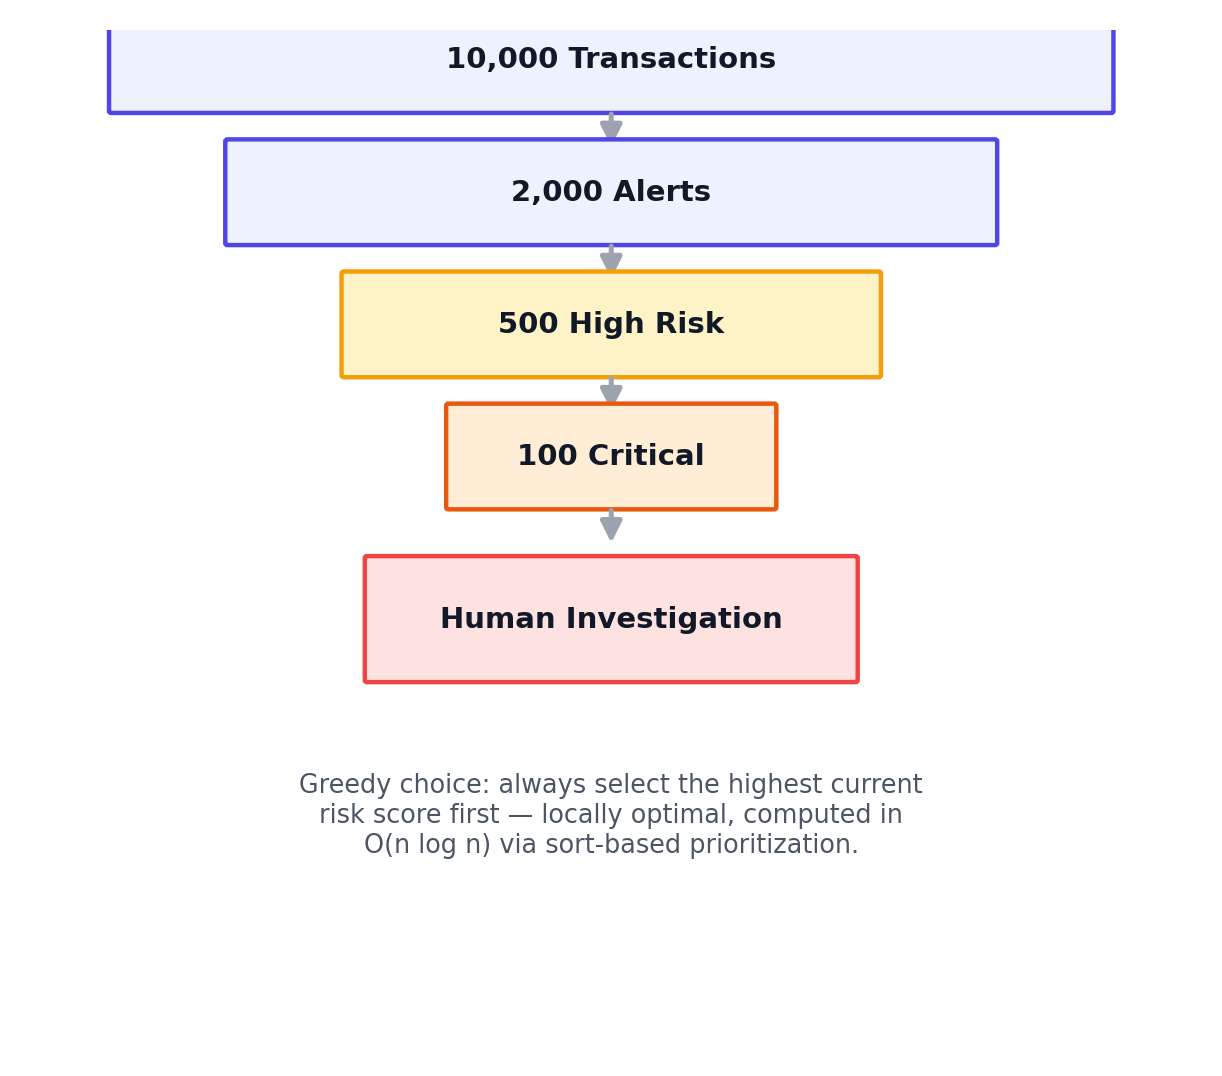 10,000 Transactions
2,000 Alerts
500 High Risk
100 Critical
Human Investigation
Greedy choice: always select the highest current
risk score first — locally optimal, computed in
O(n log n) via sort-based prioritization.